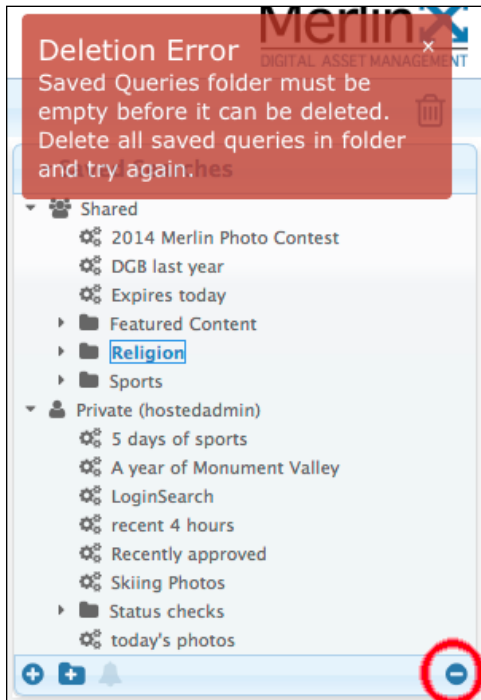 MerlinX
DIGITAL ASSET MANAGEMENT
Deletion Error
×
Saved Queries folder must be
empty before it can be deleted.
Delete all saved queries in folder
and try again.
Saved Searches
Shared
2014 Merlin Photo Contest
DGB last year
Expires today
Featured Content
Religion
Sports
Private (hostedadmin)
5 days of sports
A year of Monument Valley
LoginSearch
recent 4 hours
Recently approved
Skiing Photos
Status checks
today's photos